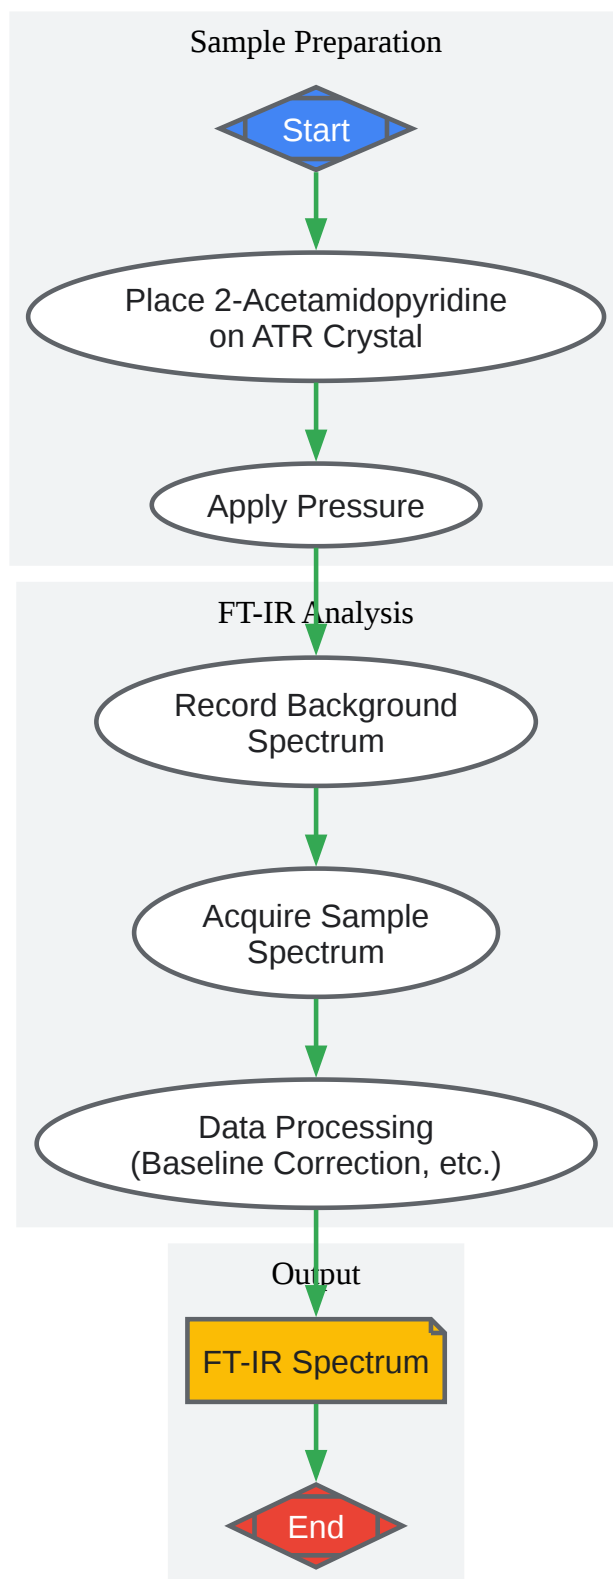 Sample Preparation
Start
Place 2-Acetamidopyridine
on ATR Crystal
Apply Pressure
FT-IR Analysis
Record Background
Spectrum
Acquire Sample
Spectrum
Data Processing
(Baseline Correction, etc.)
Output
FT-IR Spectrum
End